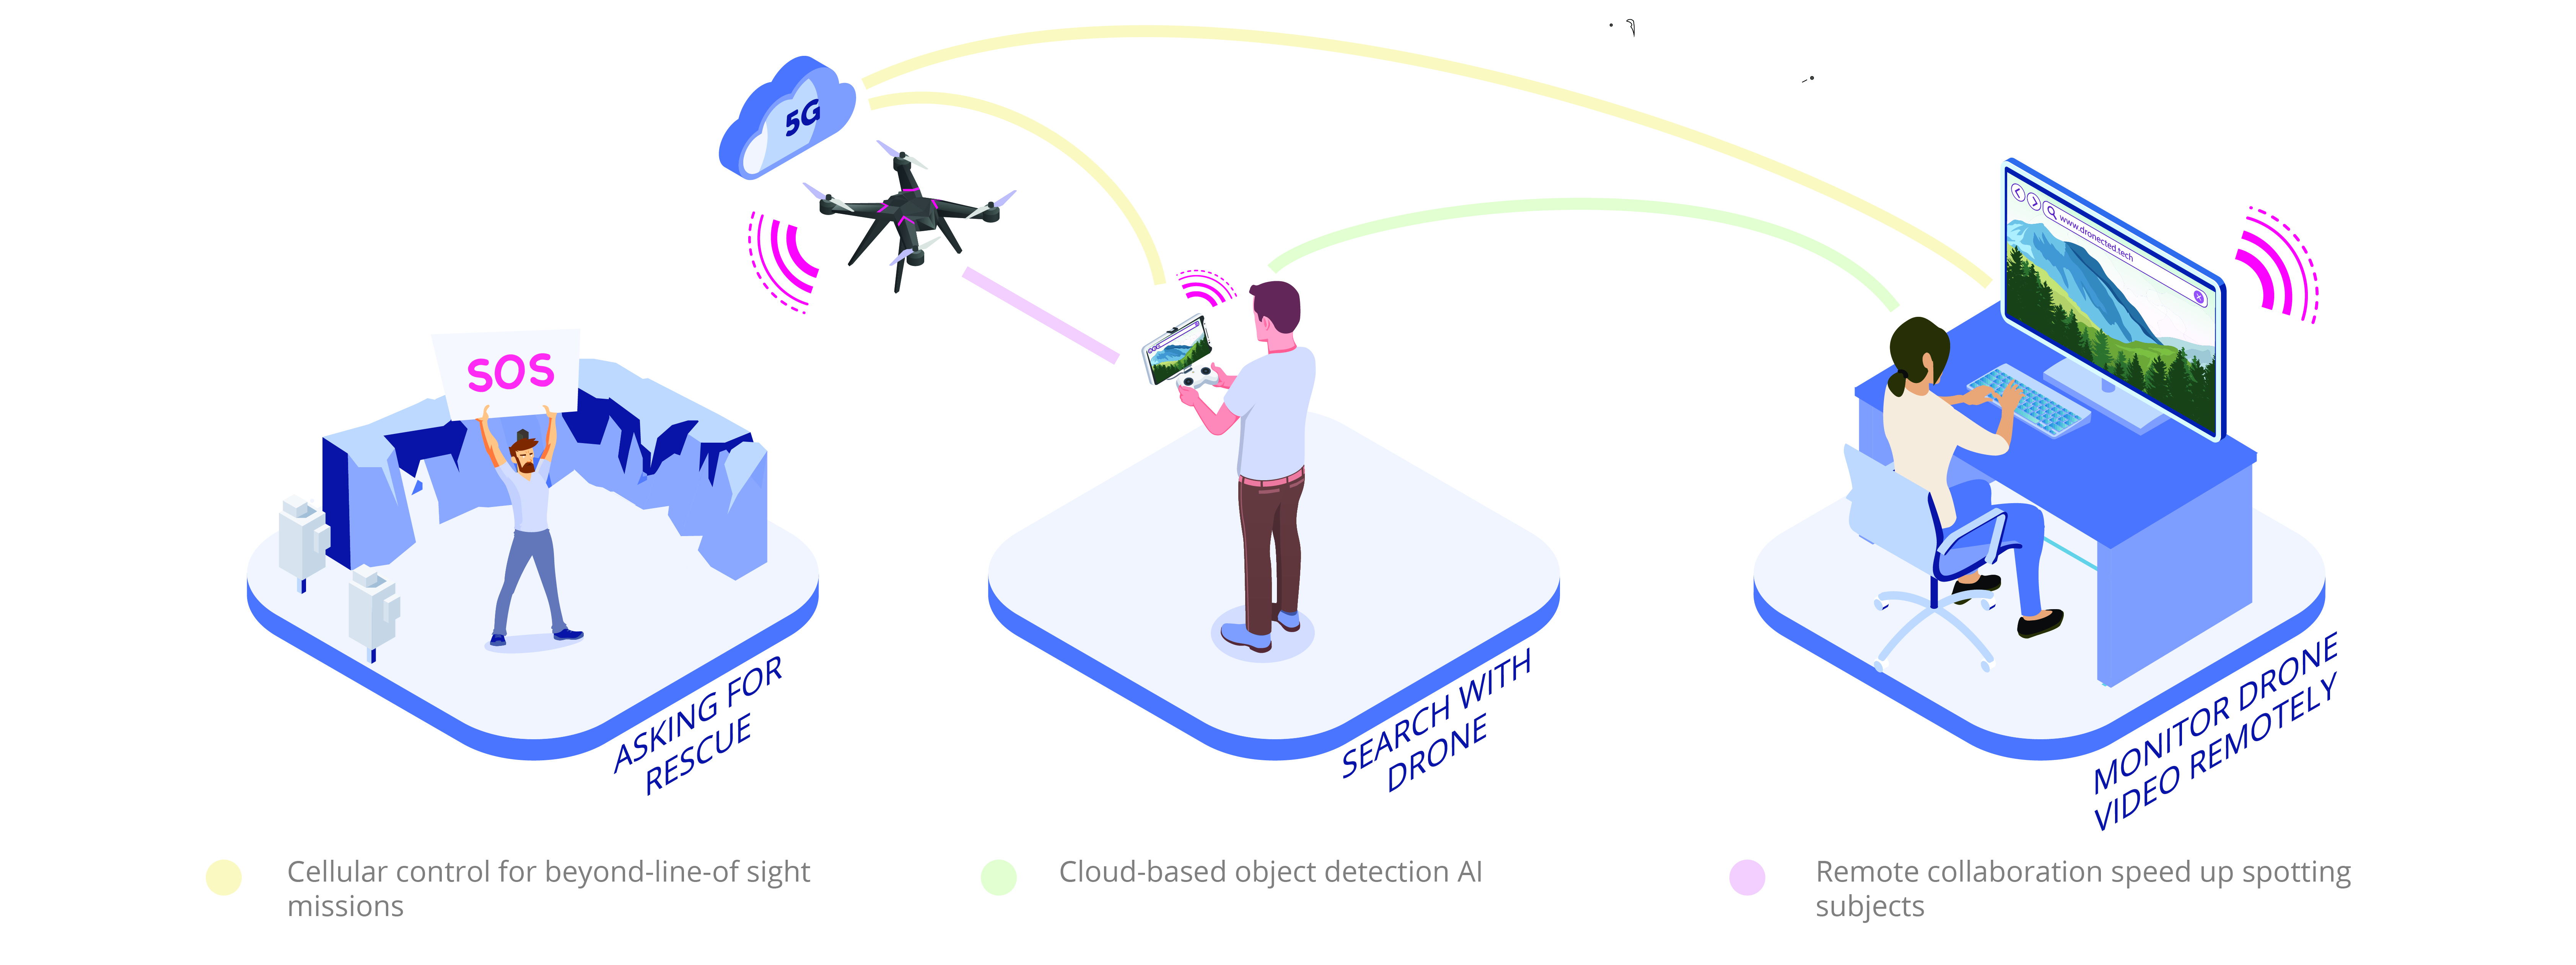 5G
www.dronected.tech
SOS
ASKING FOR
RESCUE
SEARCH WITH
DRONE
MONITOR DRONE
VIDEO REMOTELY
Cellular control for beyond-line-of sight
missions
Cloud-based object detection AI
Remote collaboration speed up spotting
subjects